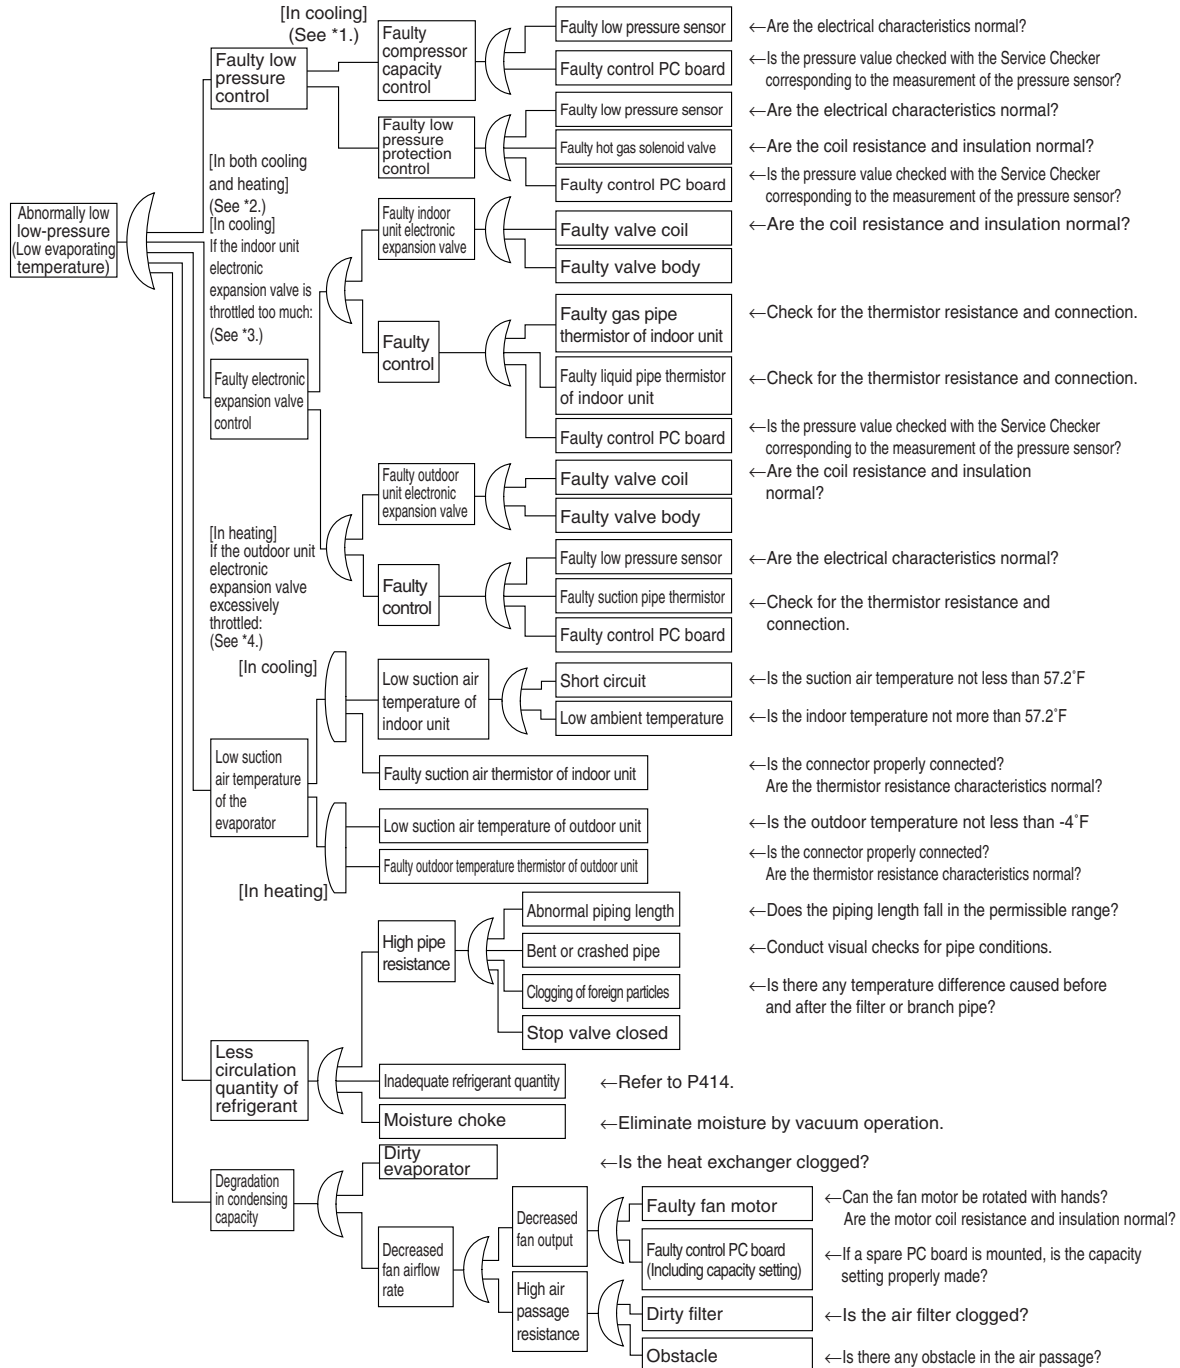 [In cooling]
(See *1.)
Faulty low
pressure
control
Faulty
compressor
capacity
control
Faulty low pressure sensor
←Are the electrical characteristics normal?
Faulty control PC board
←Is the pressure value checked with the Service Checker
corresponding to the measurement of the pressure sensor?
Faulty low
pressure
protection
control
Faulty low pressure sensor
←Are the electrical characteristics normal?
Faulty hot gas solenoid valve
←Are the coil resistance and insulation normal?
Faulty control PC board
←Is the pressure value checked with the Service Checker
corresponding to the measurement of the pressure sensor?
Abnormally low
low-pressure
(Low evaporating
temperature)
[In both cooling
and heating]
(See *2.)
[In cooling]
If the indoor unit
electronic
expansion valve is
throttled too much:
(See *3.)
Faulty electronic
expansion valve
control
Faulty indoor
unit electronic
expansion valve
Faulty valve coil
←Are the coil resistance and insulation normal?
Faulty valve body
Faulty
control
Faulty gas pipe
thermistor of indoor unit
←Check for the thermistor resistance and connection.
Faulty liquid pipe thermistor
of indoor unit
←Check for the thermistor resistance and connection.
Faulty control PC board
←Is the pressure value checked with the Service Checker
corresponding to the measurement of the pressure sensor?
[In heating]
If the outdoor unit
electronic
expansion valve
excessively
throttled:
(See *4.)
Faulty outdoor
unit electronic
expansion valve
Faulty valve coil
←Are the coil resistance and insulation
normal?
Faulty valve body
Faulty
control
Faulty low pressure sensor
←Are the electrical characteristics normal?
Faulty suction pipe thermistor
←Check for the thermistor resistance and
connection.
Faulty control PC board
Low suction
air temperature
of the
evaporator
[In cooling]
Low suction air
temperature of
indoor unit
Short circuit
←Is the suction air temperature not less than 57.2˚F
Low ambient temperature
←Is the indoor temperature not more than 57.2˚F
Faulty suction air thermistor of indoor unit
←Is the connector properly connected?
Are the thermistor resistance characteristics normal?
Low suction air temperature of outdoor unit
←Is the outdoor temperature not less than -4˚F
Faulty outdoor temperature thermistor of outdoor unit
←Is the connector properly connected?
Are the thermistor resistance characteristics normal?
[In heating]
Less
circulation
quantity of
refrigerant
High pipe
resistance
Abnormal piping length
←Does the piping length fall in the permissible range?
Bent or crashed pipe
←Conduct visual checks for pipe conditions.
Clogging of foreign particles
←Is there any temperature difference caused before
and after the filter or branch pipe?
Stop valve closed
Inadequate refrigerant quantity
←Refer to P414.
Moisture choke
←Eliminate moisture by vacuum operation.
Degradation
in condensing
capacity
Dirty
evaporator
←Is the heat exchanger clogged?
Decreased
fan airflow
rate
Decreased
fan output
Faulty fan motor
←Can the fan motor be rotated with hands?
Are the motor coil resistance and insulation normal?
Faulty control PC board
(Including capacity setting)
←If a spare PC board is mounted, is the capacity
setting properly made?
High air
passage
resistance
Dirty filter
←Is the air filter clogged?
Obstacle
←Is there any obstacle in the air passage?